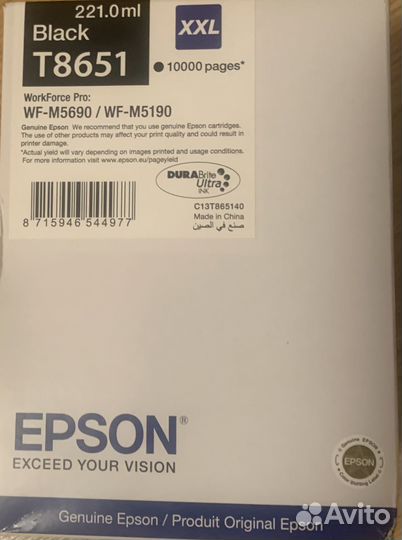 221.0ml
Black
T8651
XXL
10000 pages*
WorkForce Pro:
WF-M5690 / WF-M5190
Genuine Epson We recommend that you use genuine Epson cartridges.
The use of other products may affect your print quality and could result in
printer damage.
*Actual yield will vary depending on images printed and usage conditions.
For more information visit www.epson.eu/pageyield
DURABrite
Ultra
INK
C13T865140
Made in China
صنع في الصين
8 715946 544977
EPSON®
EXCEED YOUR VISION
Genuine Epson
EPSON
Genuine Epson / Produit Original Epson
Avito